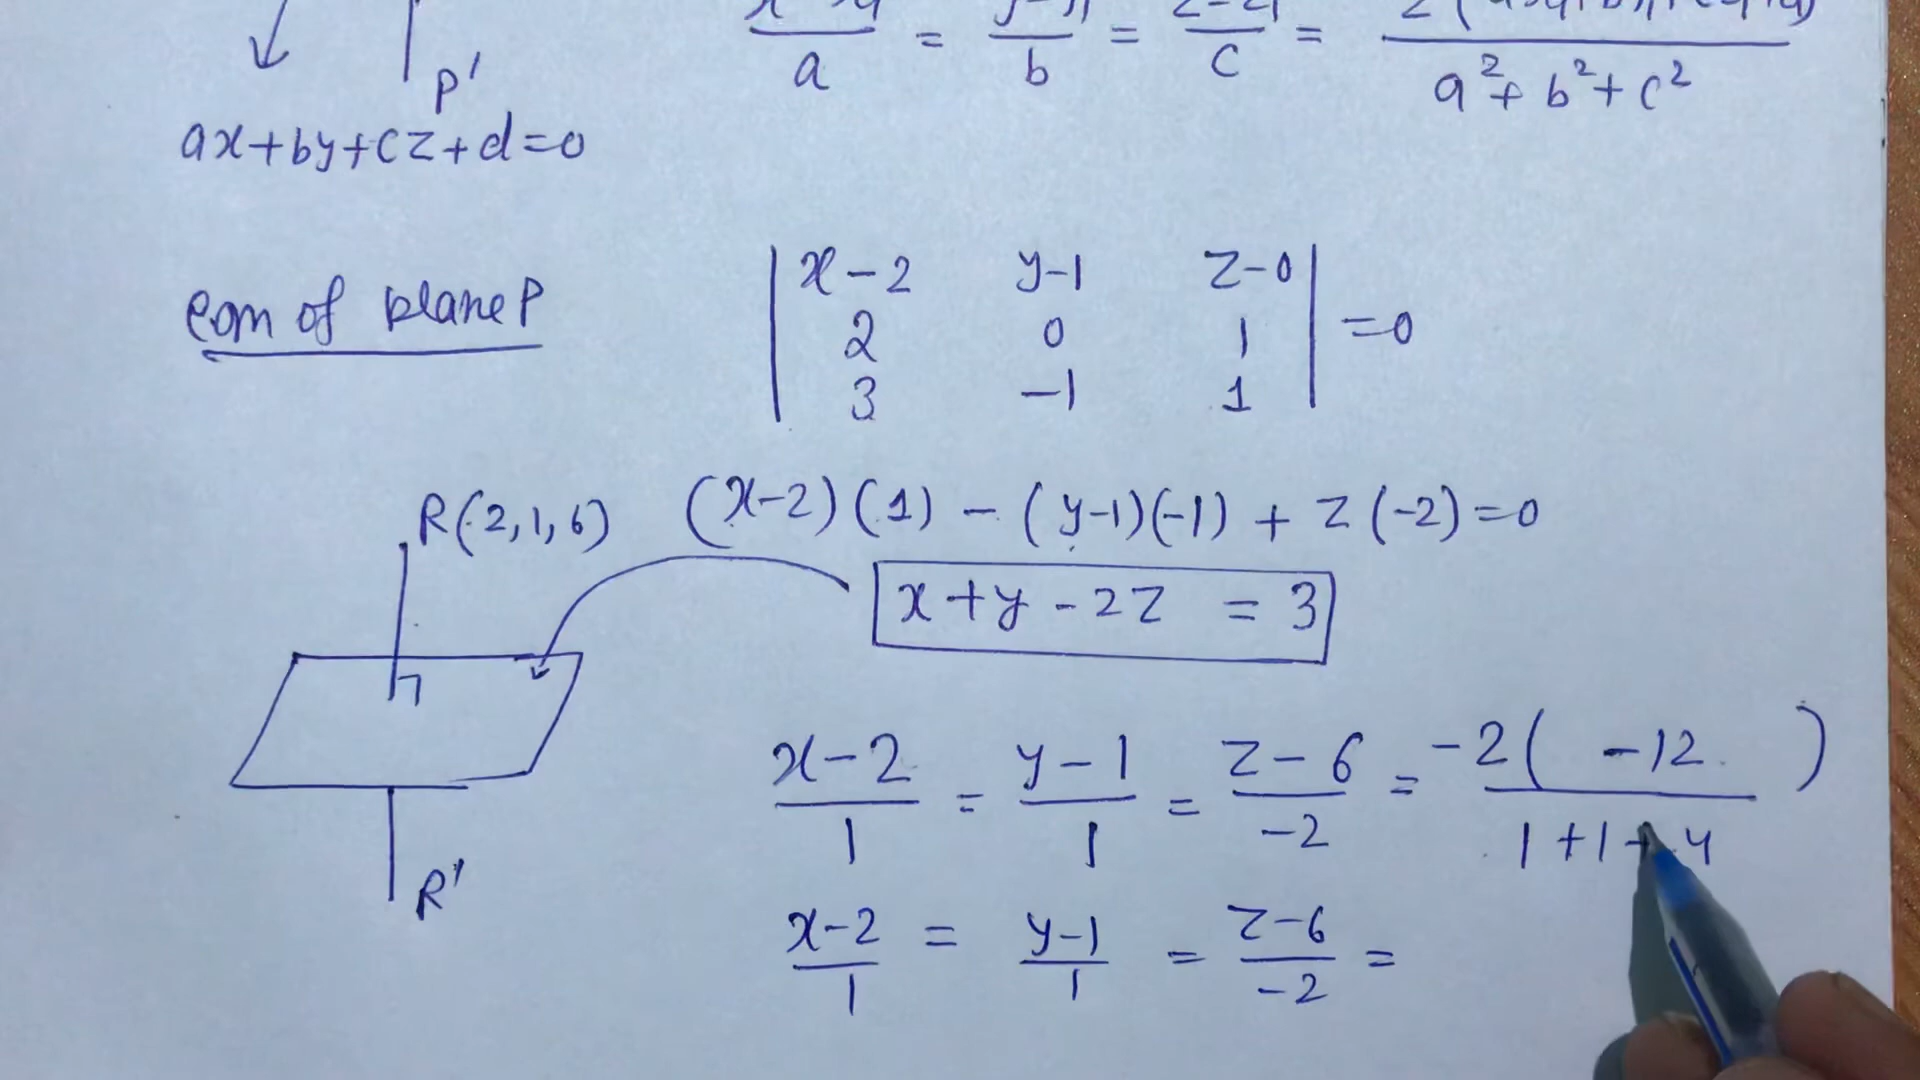 P'
a = b = c = a²+b²+c²
ax+by+cz+d=0
| x-2 y-1 z-0 |
eqn of plane P | 2 0 1 | =0
| 3 -1 1 |
R(2,1,6) (x-2)(1) - (y-1)(-1) + z(-2)=0
x+y-2z = 3
x-2/1 = y-1/1 = z-6/-2 = -2( -12 )/1+1+4
R'
x-2/1 = y-1/1 = z-6/-2 =